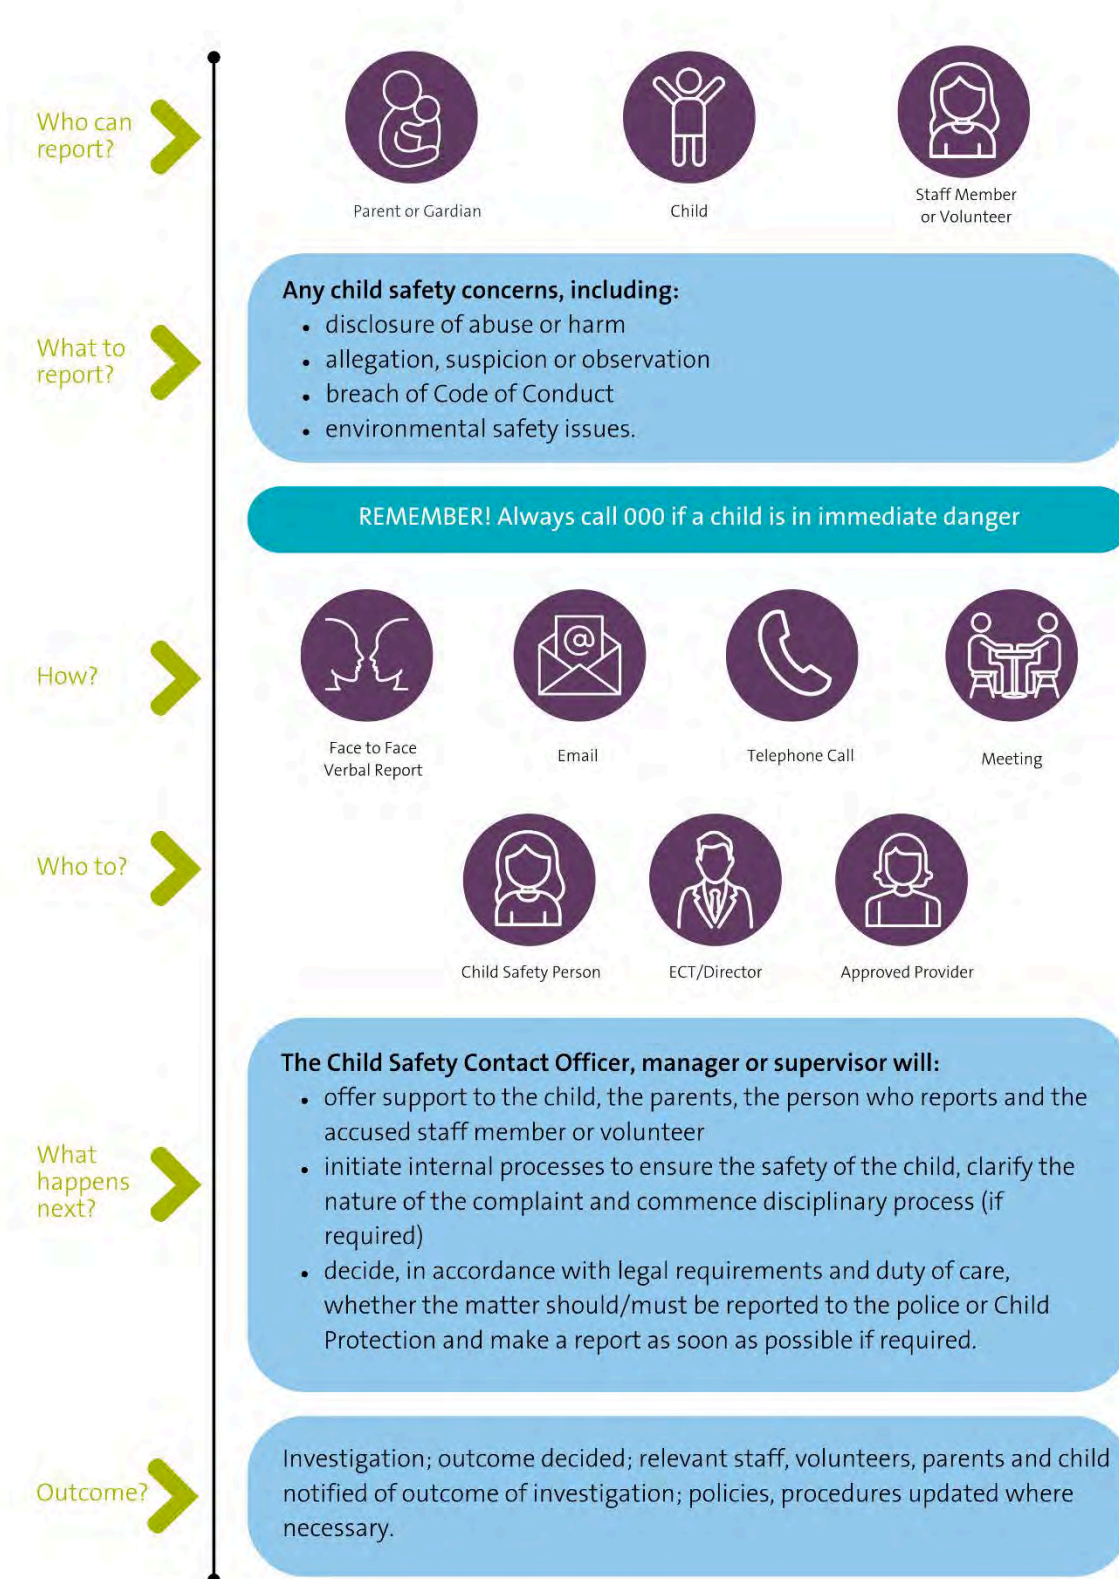 Who can
report?
Parent or Gardian
Child
Staff Member
or Volunteer
What to
report?
Any child safety concerns, including:
• disclosure of abuse or harm
• allegation, suspicion or observation
• breach of Code of Conduct
• environmental safety issues.
REMEMBER! Always call 000 if a child is in immediate danger
How?
@
Face to Face
Verbal Report
Email
Telephone Call
Meeting
Who to?
Child Safety Person
ECT/Director
Approved Provider
What
happens
next?
The Child Safety Contact Officer, manager or supervisor will:
• offer support to the child, the parents, the person who reports and the
accused staff member or volunteer
• initiate internal processes to ensure the safety of the child, clarify the
nature of the complaint and commence disciplinary process (if
required)
• decide, in accordance with legal requirements and duty of care,
whether the matter should/must be reported to the police or Child
Protection and make a report as soon as possible if required.
Outcome?
Investigation; outcome decided; relevant staff, volunteers, parents and child
notified of outcome of investigation; policies, procedures updated where
necessary.